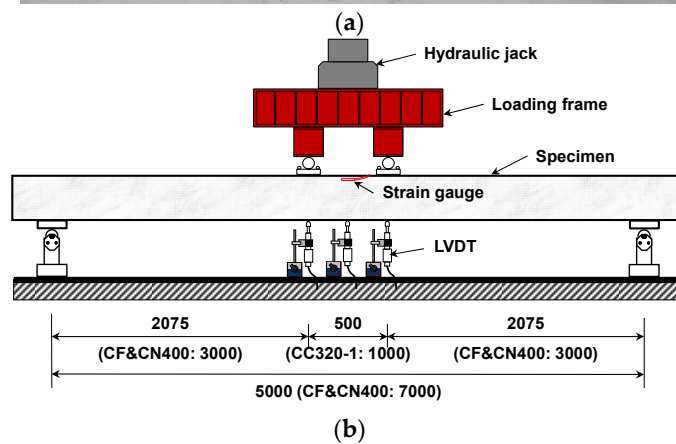 (a)
Hydraulic jack
Loading frame
Specimen
Strain gauge
LVDT
2075 500 2075
(CF&CN400: 3000) (CC320-1: 1000) (CF&CN400: 3000)
5000 (CF&CN400: 7000)
(b)